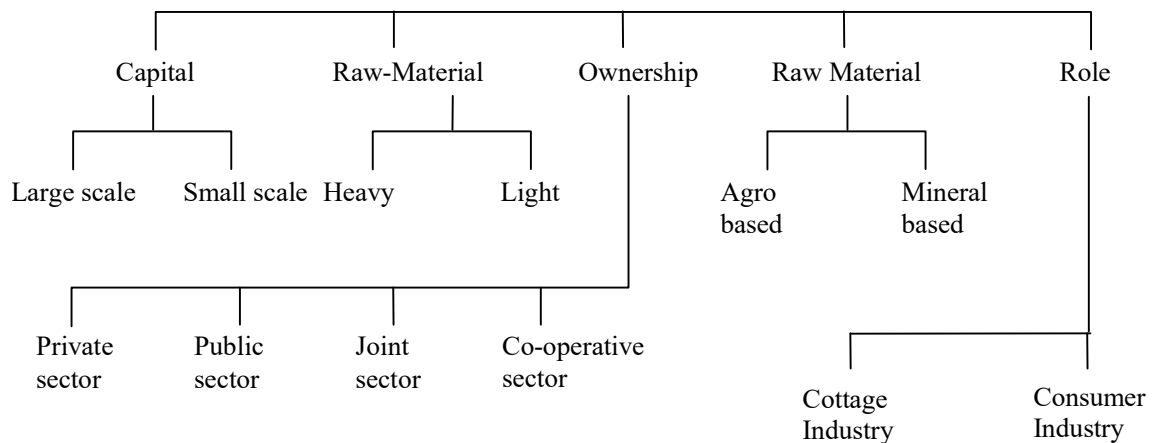 Capital Raw-Material Ownership Raw Material Role
Large scale Small scale Heavy Light Agro based Mineral based
Private sector Public sector Joint sector Co-operative sector
Cottage Industry Consumer Industry